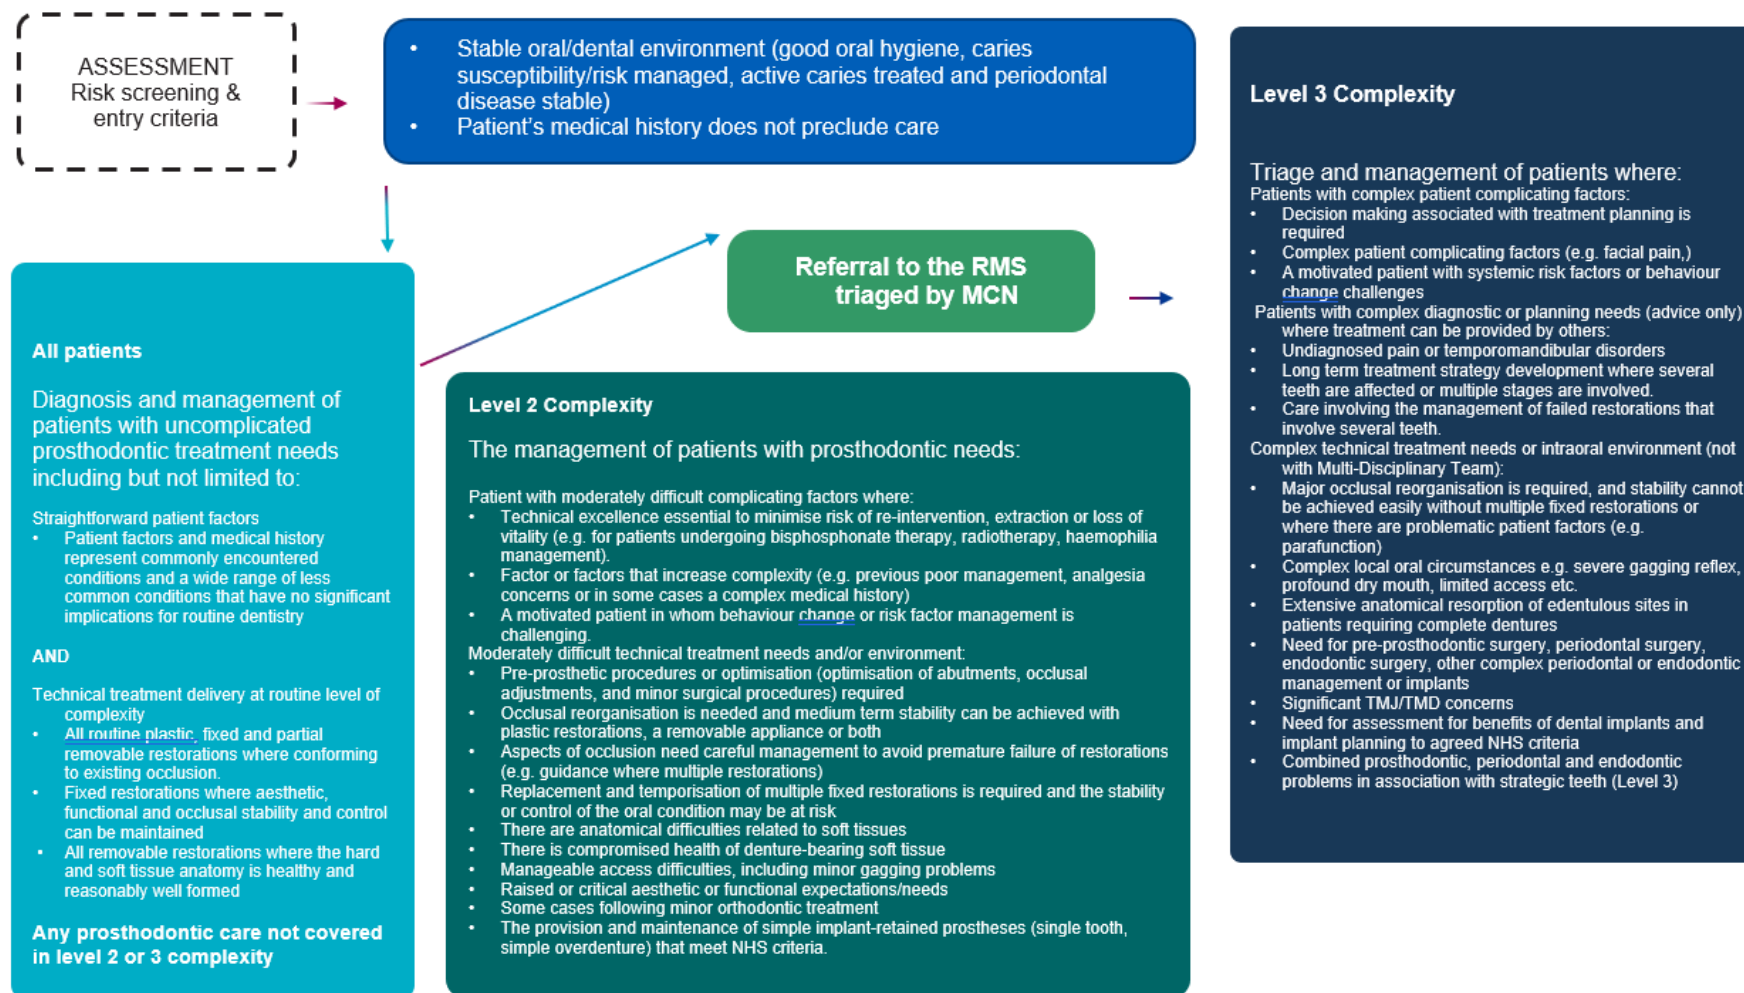 ASSESSMENT
Risk screening &
entry criteria
• Stable oral/dental environment (good oral hygiene, caries
susceptibility/risk managed, active caries treated and periodontal
disease stable)
• Patient's medical history does not preclude care
Referral to the RMS
triaged by MCN
All patients
Diagnosis and management of
patients with uncomplicated
prosthodontic treatment needs
including but not limited to:
Straightforward patient factors
• Patient factors and medical history
represent commonly encountered
conditions and a wide range of less
common conditions that have no significant
implications for routine dentistry
AND
Technical treatment delivery at routine level of
complexity
• All routine plastic, fixed and partial
removable restorations where conforming
to existing occlusion.
• Fixed restorations where aesthetic,
functional and occlusal stability and control
can be maintained
• All removable restorations where the hard
and soft tissue anatomy is healthy and
reasonably well formed
Any prosthodontic care not covered
in level 2 or 3 complexity
Level 2 Complexity
The management of patients with prosthodontic needs:
Patient with moderately difficult complicating factors where:
• Technical excellence essential to minimise risk of re-intervention, extraction or loss of
vitality (e.g. for patients undergoing bisphosphonate therapy, radiotherapy, haemophilia
management).
• Factor or factors that increase complexity (e.g. previous poor management, analgesia
concerns or in some cases a complex medical history)
• A motivated patient in whom behaviour change or risk factor management is
challenging.
Moderately difficult technical treatment needs and/or environment:
• Pre-prosthetic procedures or optimisation (optimisation of abutments, occlusal
adjustments, and minor surgical procedures) required
• Occlusal reorganisation is needed and medium term stability can be achieved with
plastic restorations, a removable appliance or both
• Aspects of occlusion need careful management to avoid premature failure of restorations
(e.g. guidance where multiple restorations)
• Replacement and temporisation of multiple fixed restorations is required and the stability
or control of the oral condition may be at risk
• There are anatomical difficulties related to soft tissues
• There is compromised health of denture-bearing soft tissue
• Manageable access difficulties, including minor gagging problems
• Raised or critical aesthetic or functional expectations/needs
• Some cases following minor orthodontic treatment
• The provision and maintenance of simple implant-retained prostheses (single tooth,
simple overdenture) that meet NHS criteria.
Level 3 Complexity
Triage and management of patients where:
Patients with complex patient complicating factors:
• Decision making associated with treatment planning is
required
• Complex patient complicating factors (e.g. facial pain,)
• A motivated patient with systemic risk factors or behaviour
change challenges
Patients with complex diagnostic or planning needs (advice only)
where treatment can be provided by others:
• Undiagnosed pain or temporomandibular disorders
• Long term treatment strategy development where several
teeth are affected or multiple stages are involved.
• Care involving the management of failed restorations that
involve several teeth.
Complex technical treatment needs or intraoral environment (not
with Multi-Disciplinary Team):
• Major occlusal reorganisation is required, and stability cannot
be achieved easily without multiple fixed restorations or
where there are problematic patient factors (e.g.
parafunction)
• Complex local oral circumstances e.g. severe gagging reflex,
profound dry mouth, limited access etc.
• Extensive anatomical resorption of edentulous sites in
patients requiring complete dentures
• Need for pre-prosthodontic surgery, periodontal surgery,
endodontic surgery, other complex periodontal or endodontic
management or implants
• Significant TMJ/TMD concerns
• Need for assessment for benefits of dental implants and
implant planning to agreed NHS criteria
• Combined prosthodontic, periodontal and endodontic
problems in association with strategic teeth (Level 3)